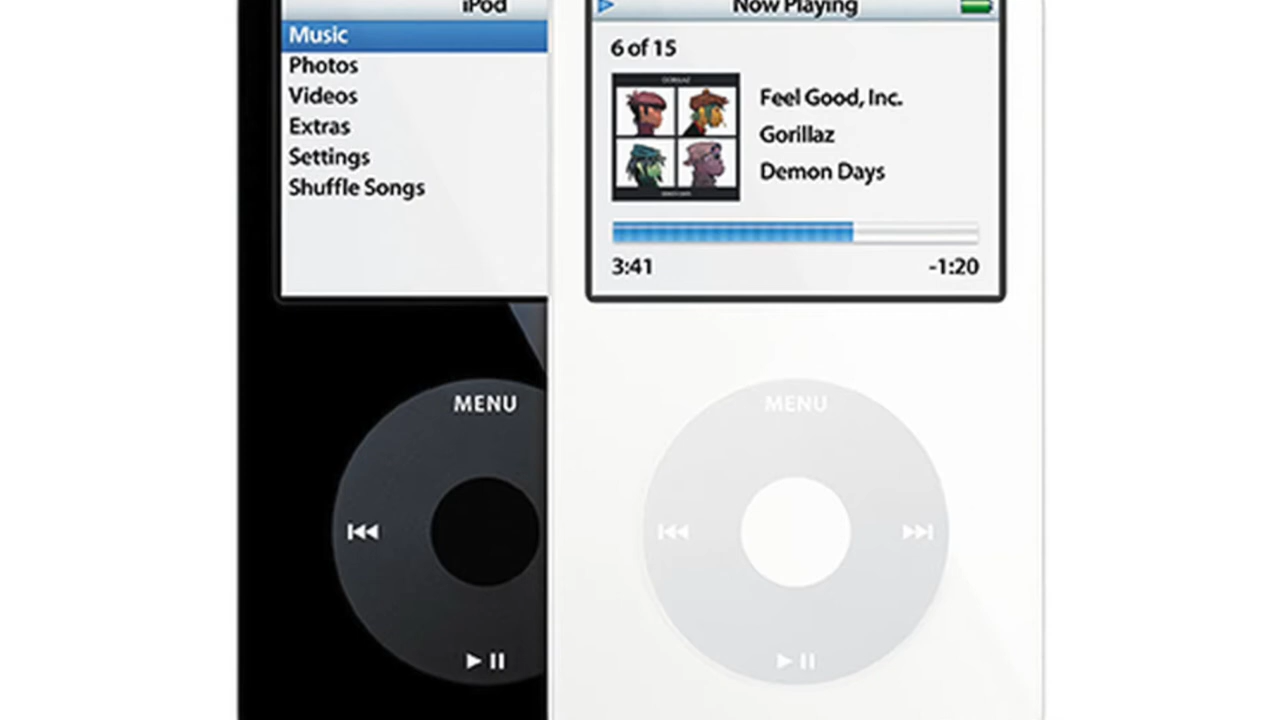 iPod
Music
Photos
Videos
Extras
Settings
Shuffle Songs
MENU
Now Playing
6 of 15
Feel Good, Inc.
Gorillaz
Demon Days
3:41
-1:20
MENU